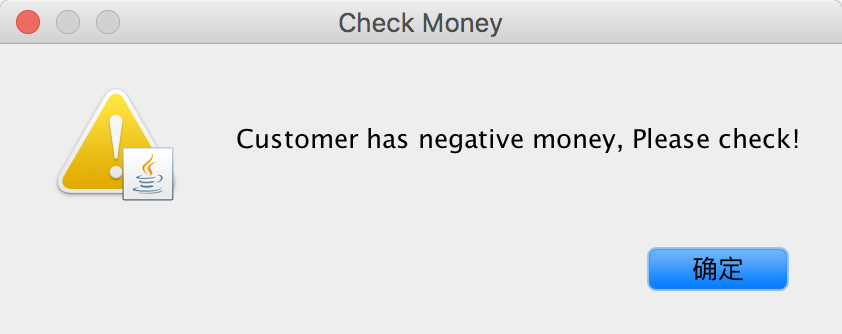 Check Money
Customer has negative money, Please check!
确定